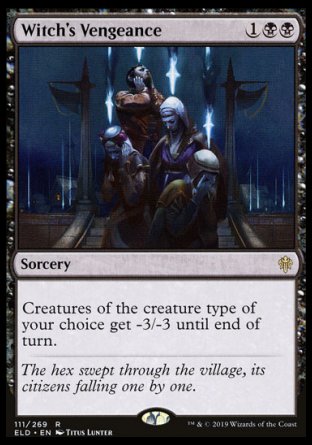 Witch's Vengeance 1
Sorcery
Creatures of the creature type of
your choice get -3/-3 until end of
turn.
The hex swept through the village, its
citizens falling one by one.
111/269 R
ELD • EN Titus Lunter
™ & © 2019 Wizards of the Coast